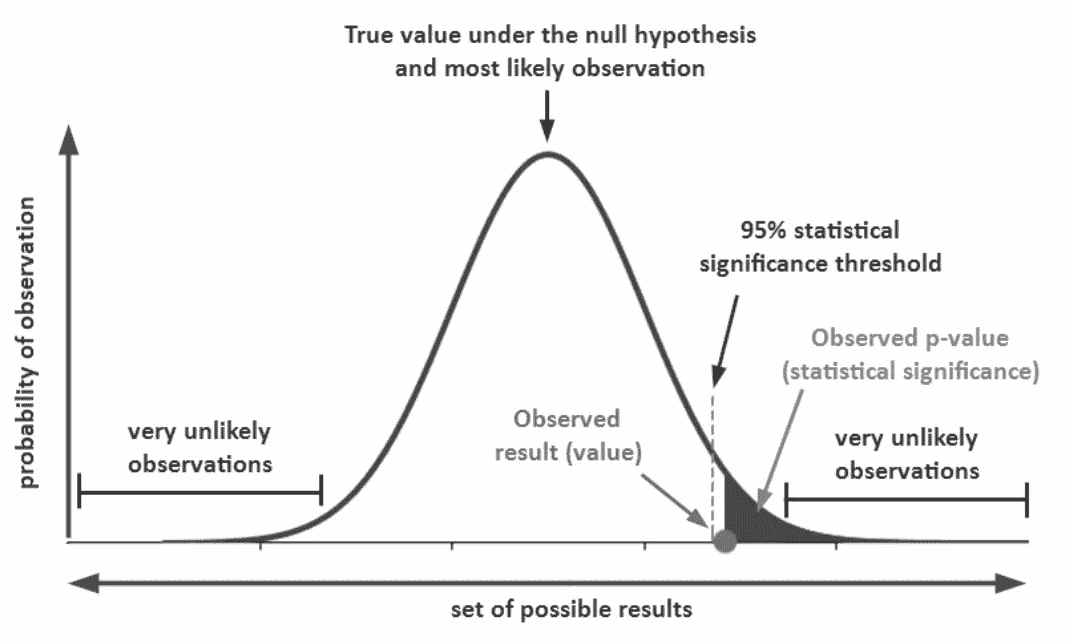 True value under the null hypothesis
and most likely observation
95% statistical
significance threshold
Observed p-value
(statistical significance)
Observed
result (value)
very unlikely
observations
very unlikely
observations
probability of observation
set of possible results